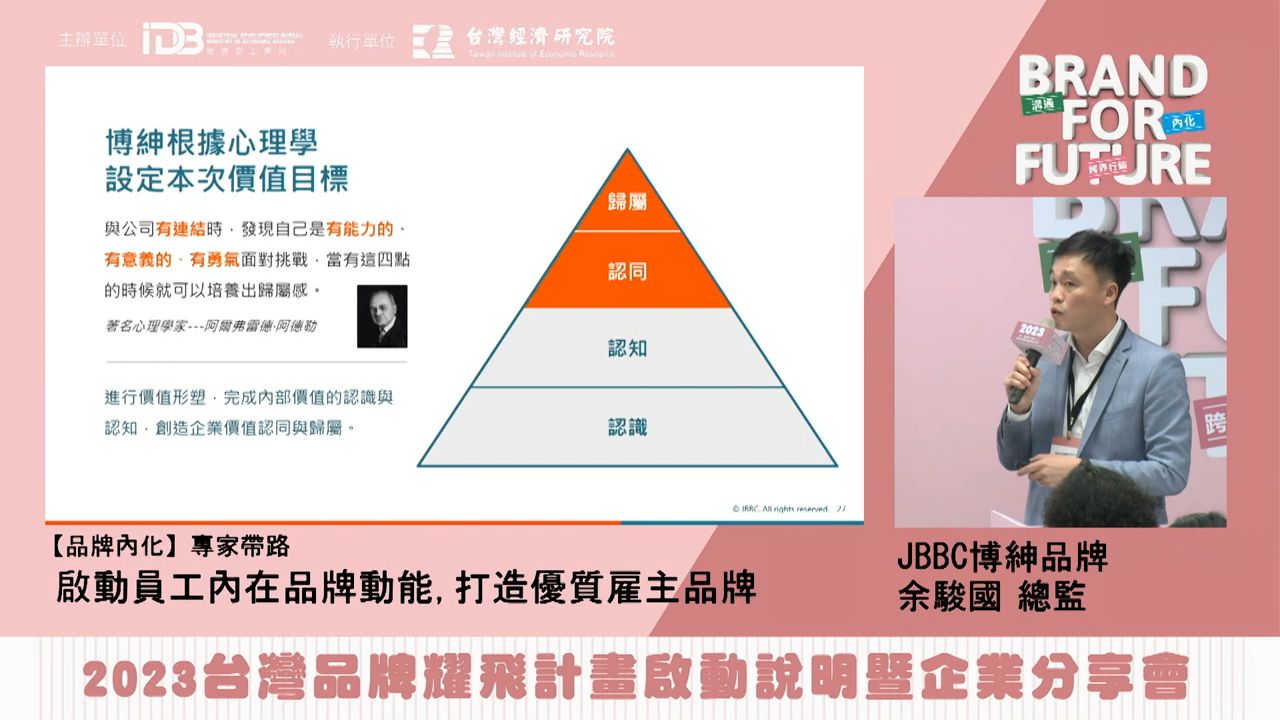 主辦單位
IDB
INDUSTRIAL DEVELOPMENT BUREAU,
MINISTRY OF ECONOMIC AFFAIRS
經濟部工業局
執行單位
台灣經濟研究院
Taiwan Institute of Economic Research
BRAND
溝通
FOR
內化
FUTURE
跨界行銷
博紳根據心理學
設定本次價值目標
與公司有連結時，發現自己是有能力的、
有意義的、有勇氣面對挑戰，當有這四點
的時候就可以培養出歸屬感。
著名心理學家---阿爾弗雷德·阿德勒
進行價值形塑，完成內部價值的認識與
認知，創造企業價值認同與歸屬。
歸屬
認同
認知
認識
© JBBC. All rights reserved. 27
2023
跨
【品牌內化】專家帶路
啟動員工內在品牌動能,打造優質雇主品牌
JBBC博紳品牌
余駿國 總監
2023台灣品牌耀飛計畫啟動說明暨企業分享會